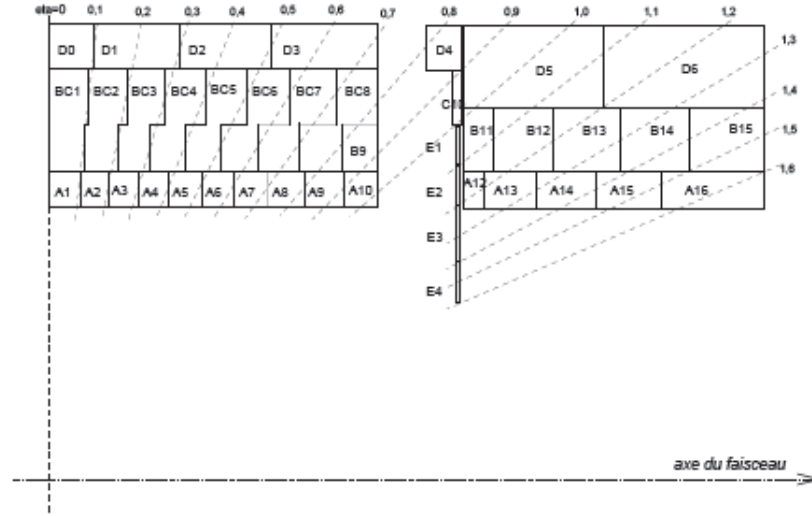 eta=0 0,1 0,2 0,3 0,4 0,5 0,6 0,7 0,8 0,9 1,0 1,1 1,2
1,3
D0 D1 D2 D3 D4 D5 D6
BC1 BC2 BC3 BC4 BC5 BC6 BC7 BC8 1,4
B9 E1 B11 B12 B13 B14 B15 1,5
1,6
A1 A2 A3 A4 A5 A6 A7 A8 A9 A10 E2 A12 A13 A14 A15 A16
E3
E4
axe du faisceau